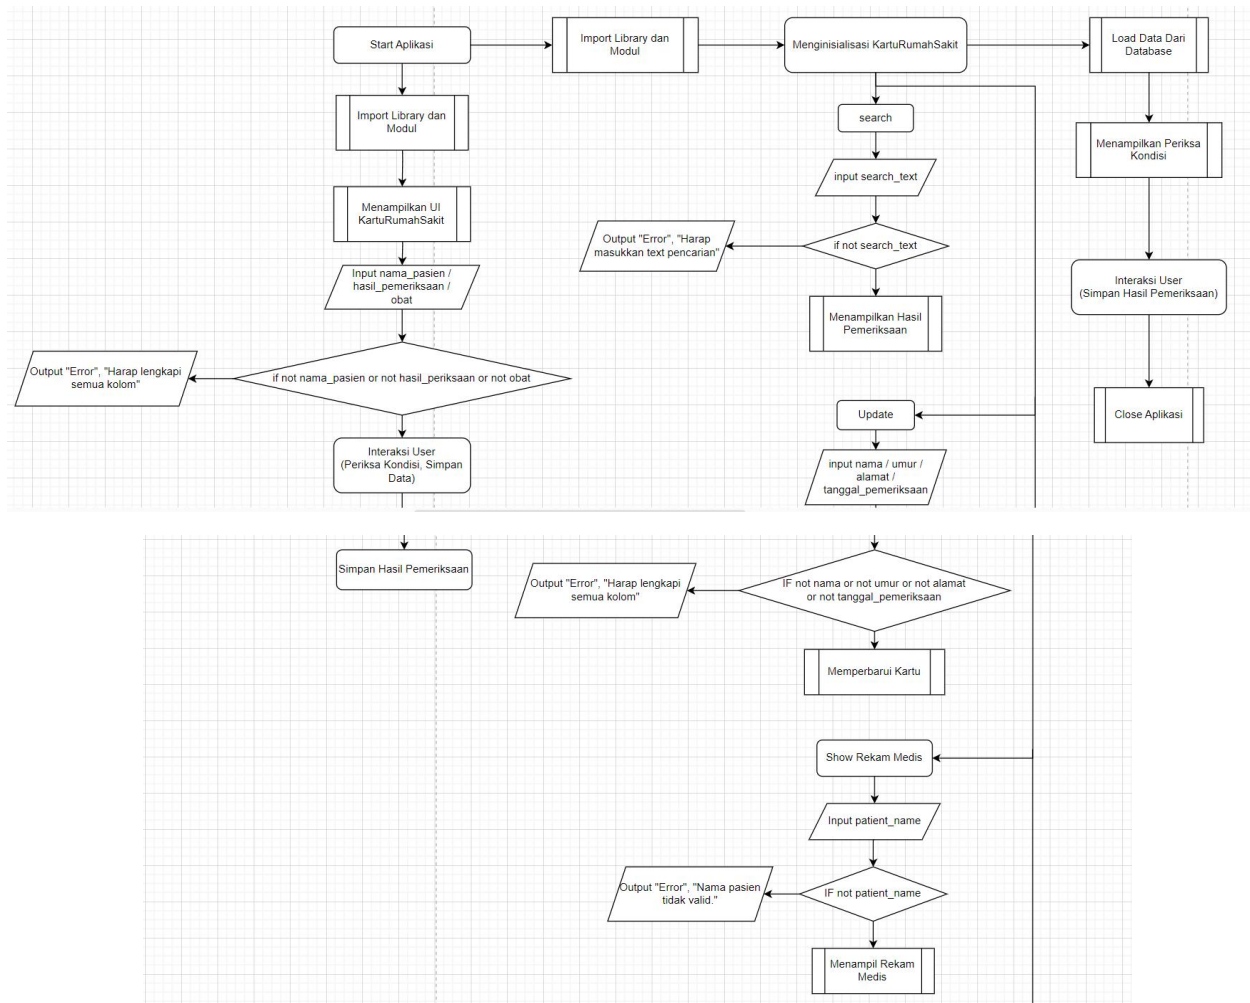 Start Aplikasi
Import Library dan
Modul
Menginisialisasi KartuRumahSakit
Load Data Dari
Database
Import Library dan
Modul
search
Menampilkan Periksa
Kondisi
input search_text
Menampilkan UI
KartuRumahSakit
Output "Error", "Harap
masukkan text pencarian"
if not search_text
Input nama_pasien /
hasil_pemeriksaan /
obat
Interaksi User
(Simpan Hasil Pemeriksaan)
Menampilkan Hasil
Pemeriksaan
Output "Error", "Harap lengkapi
semua kolom"
if not nama_pasien or not hasil_periksaan or not obat
Update
Close Aplikasi
Interaksi User
(Periksa Kondisi, Simpan
Data)
input nama / umur /
alamat /
tanggal_pemeriksaan
Simpan Hasil Pemeriksaan
Output "Error", "Harap lengkapi
semua kolom"
IF not nama or not umur or not alamat
or not tanggal_pemeriksaan
Memperbarui Kartu
Show Rekam Medis
Input patient_name
Output "Error", "Nama pasien
tidak valid."
IF not patient_name
Menampil Rekam
Medis